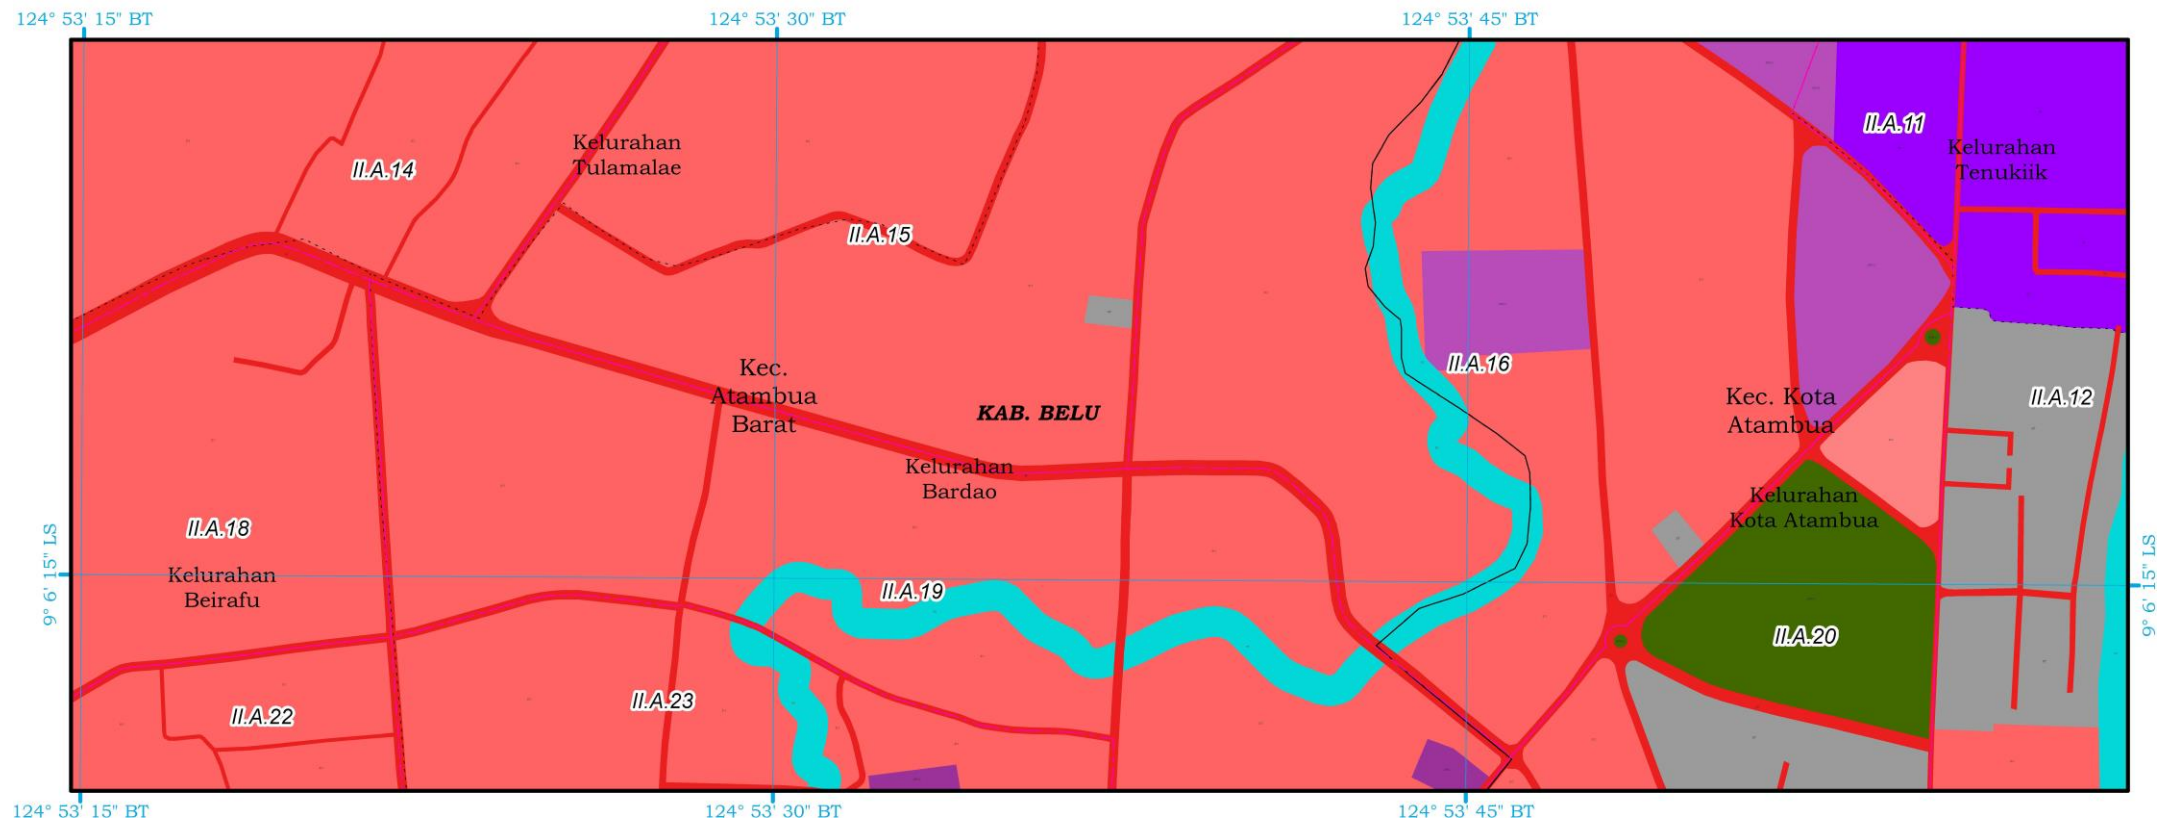 124° 53' 15" BT
124° 53' 30" BT
124° 53' 45" BT
II.A.11
Kelurahan
Tenukiik
Kelurahan
Tulamalae
II.A.14
II.A.15
Kec.
Atambua
Barat
II.A.16
KAB. BELU
Kec. Kota
Atambua
II.A.12
Kelurahan
Bardao
Kelurahan
Kota Atambua
II.A.18
9° 6' 15" LS
9° 6' 15" LS
Kelurahan
Beirafu
II.A.19
II.A.20
II.A.22
II.A.23
124° 53' 15" BT
124° 53' 30" BT
124° 53' 45" BT